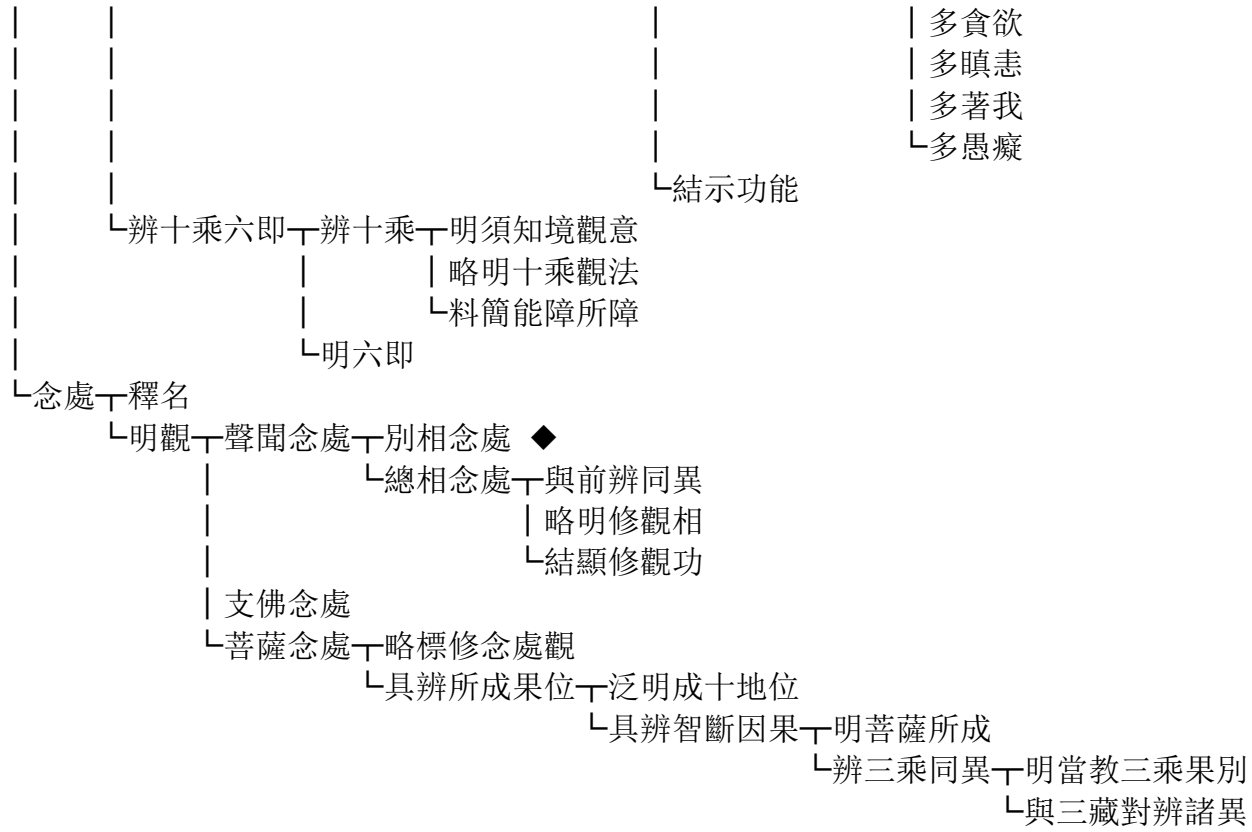 多貪欲
多瞋恚
多著我
多愚癡
結示功能
辨十乘六即 辨十乘 明須知境觀意
略明十乘觀法
料簡能障所障
明六即
念處 釋名
明觀 聲聞念處 別相念處 ◆
總相念處 與前辨同異
略明修觀相
結顯修觀功
支佛念處
菩薩念處 略標修念處觀
具辨所成果位 泛明成十地位
具辨智斷因果 明菩薩所成
辨三乘同異 明當教三乘果別
與三藏對辨諸異